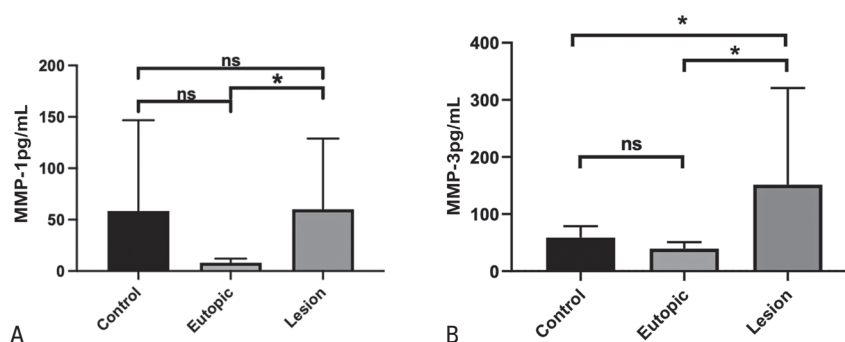 MMP-1pg/mL
200
150
100
50
0
ns
ns
*
Control
Eutopic
Lesion
A
MMP-3pg/mL
400
300
200
100
0
*
*
ns
Control
Eutopic
Lesion
B